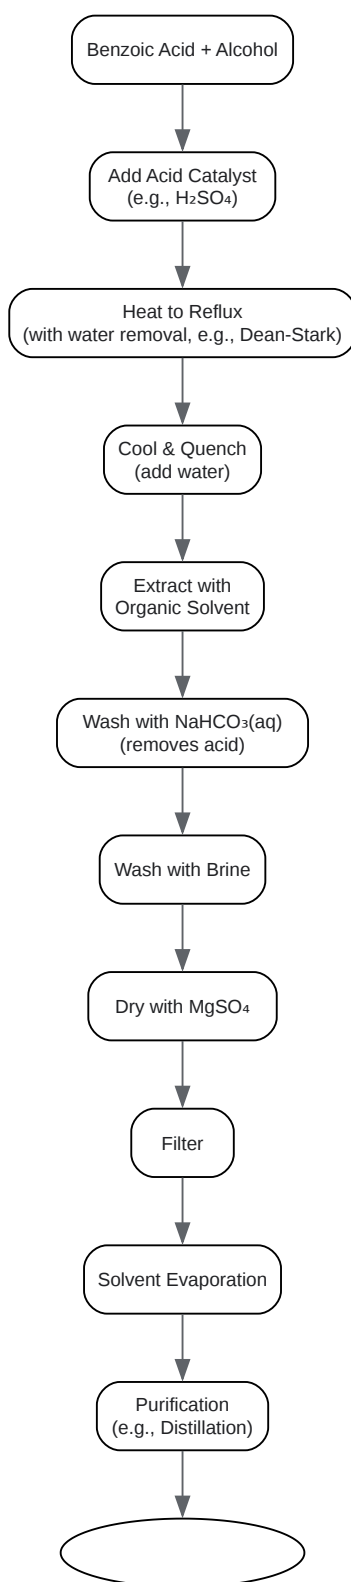 Benzoic Acid + Alcohol
Add Acid Catalyst
(e.g., H₂SO₄)
Heat to Reflux
(with water removal, e.g., Dean-Stark)
Cool & Quench
(add water)
Extract with
Organic Solvent
Wash with NaHCO₃(aq)
(removes acid)
Wash with Brine
Dry with MgSO₄
Filter
Solvent Evaporation
Purification
(e.g., Distillation)